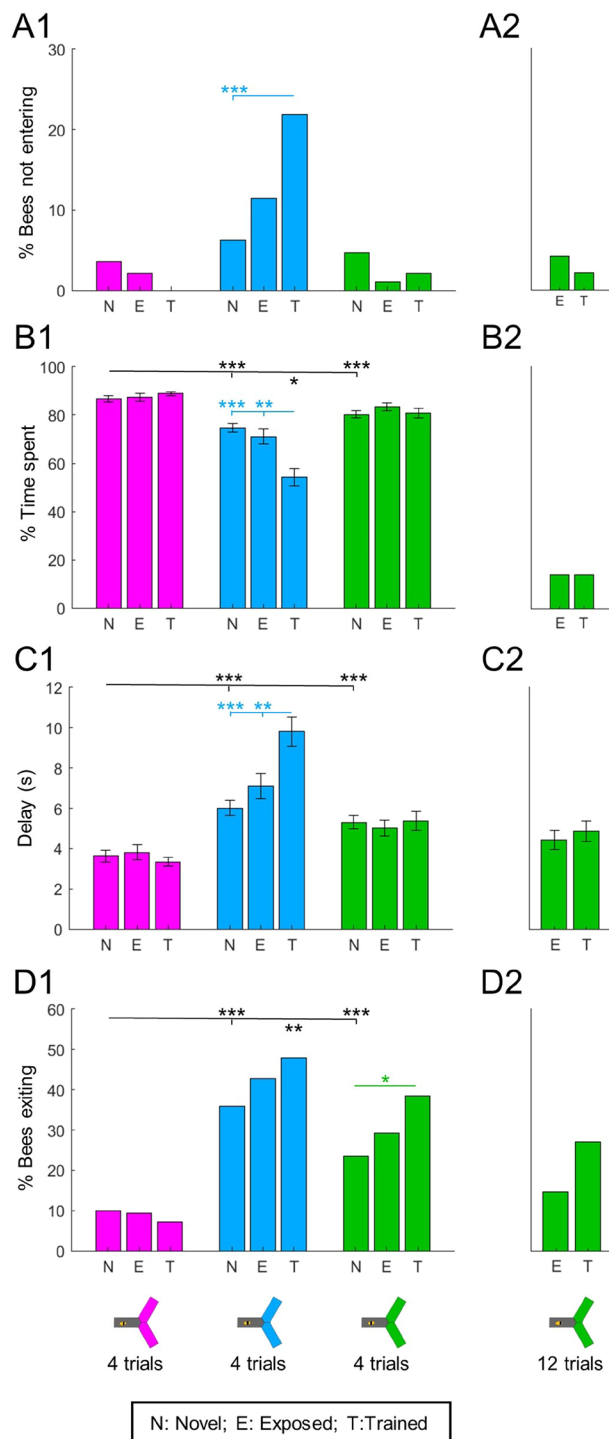 A1
A2
30
20
10
0
% Bees not entering
***
N E T
N E T
N E T
E T
B1
B2
100
80
60
40
20
0
% Time spent
*** ***
*
*** **
N E T
N E T
N E T
E T
C1
C2
12
10
8
6
4
2
0
Delay (s)
*** ***
*** **
N E T
N E T
N E T
E T
D1
D2
60
50
40
30
20
10
0
% Bees exiting
*** ***
**
*
N E T
N E T
N E T
E T
4 trials
4 trials
4 trials
12 trials
N: Novel; E: Exposed; T:Trained